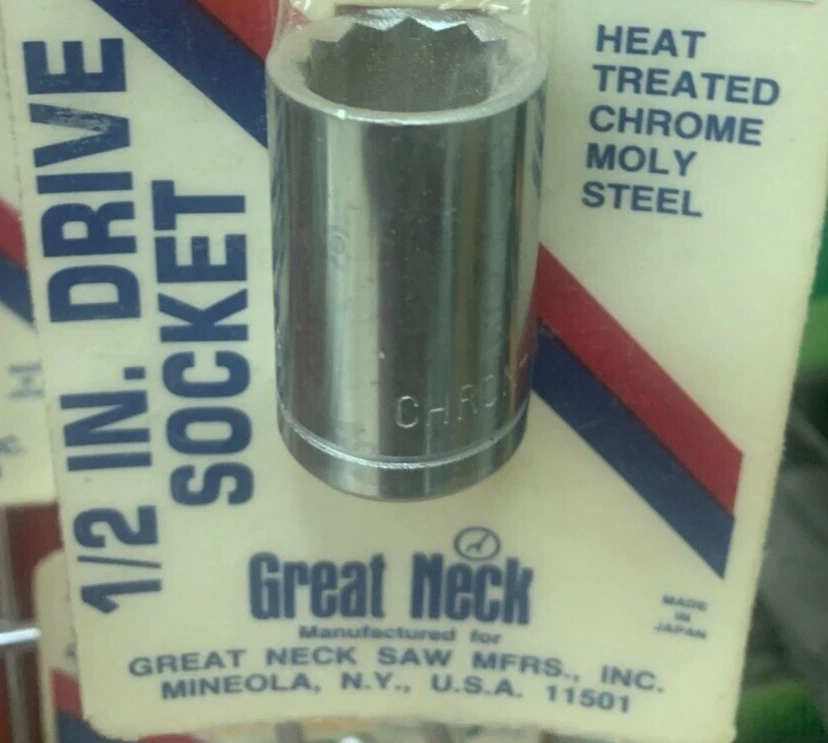 1/2 IN. DRIVE
SOCKET
HEAT
TREATED
CHROME
MOLY
STEEL
CHROM
Great Neck
Manufactured for
GREAT NECK SAW MFRS., INC.
MINEOLA, N.Y., U.S.A. 11501
MADE
IN
JAPAN